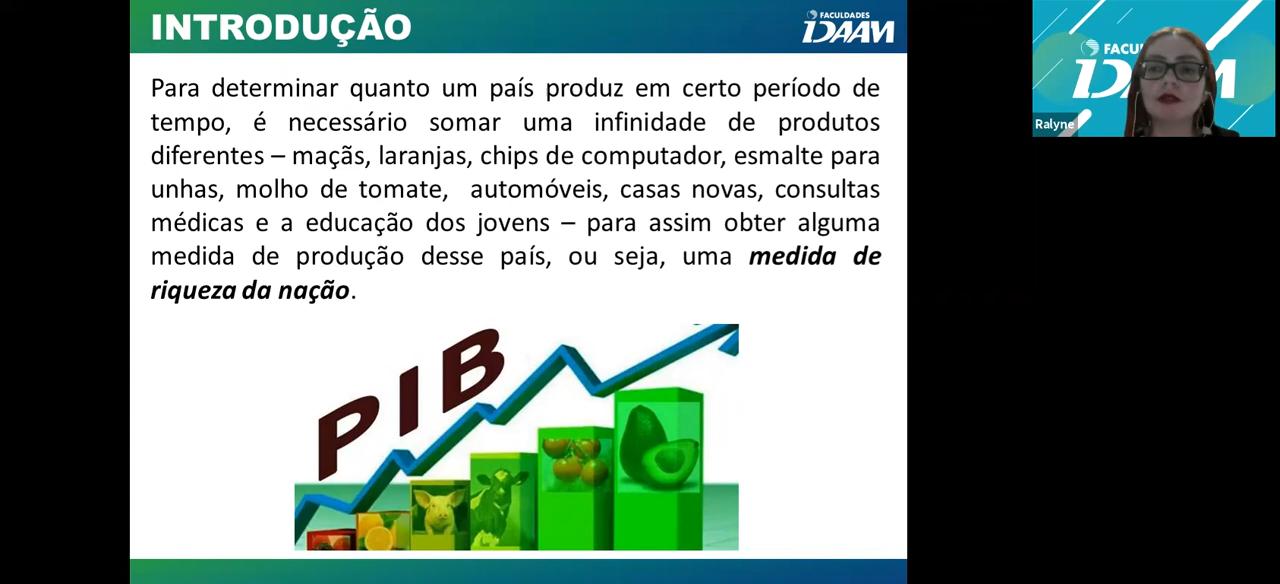 INTRODUÇÃO
FACULDADES
IDAAM
Para determinar quanto um país produz em certo período de
tempo, é necessário somar uma infinidade de produtos
diferentes – maçãs, laranjas, chips de computador, esmalte para
unhas, molho de tomate, automóveis, casas novas, consultas
médicas e a educação dos jovens – para assim obter alguma
medida de produção desse país, ou seja, uma medida de
riqueza da nação.
PIB
Ralyne